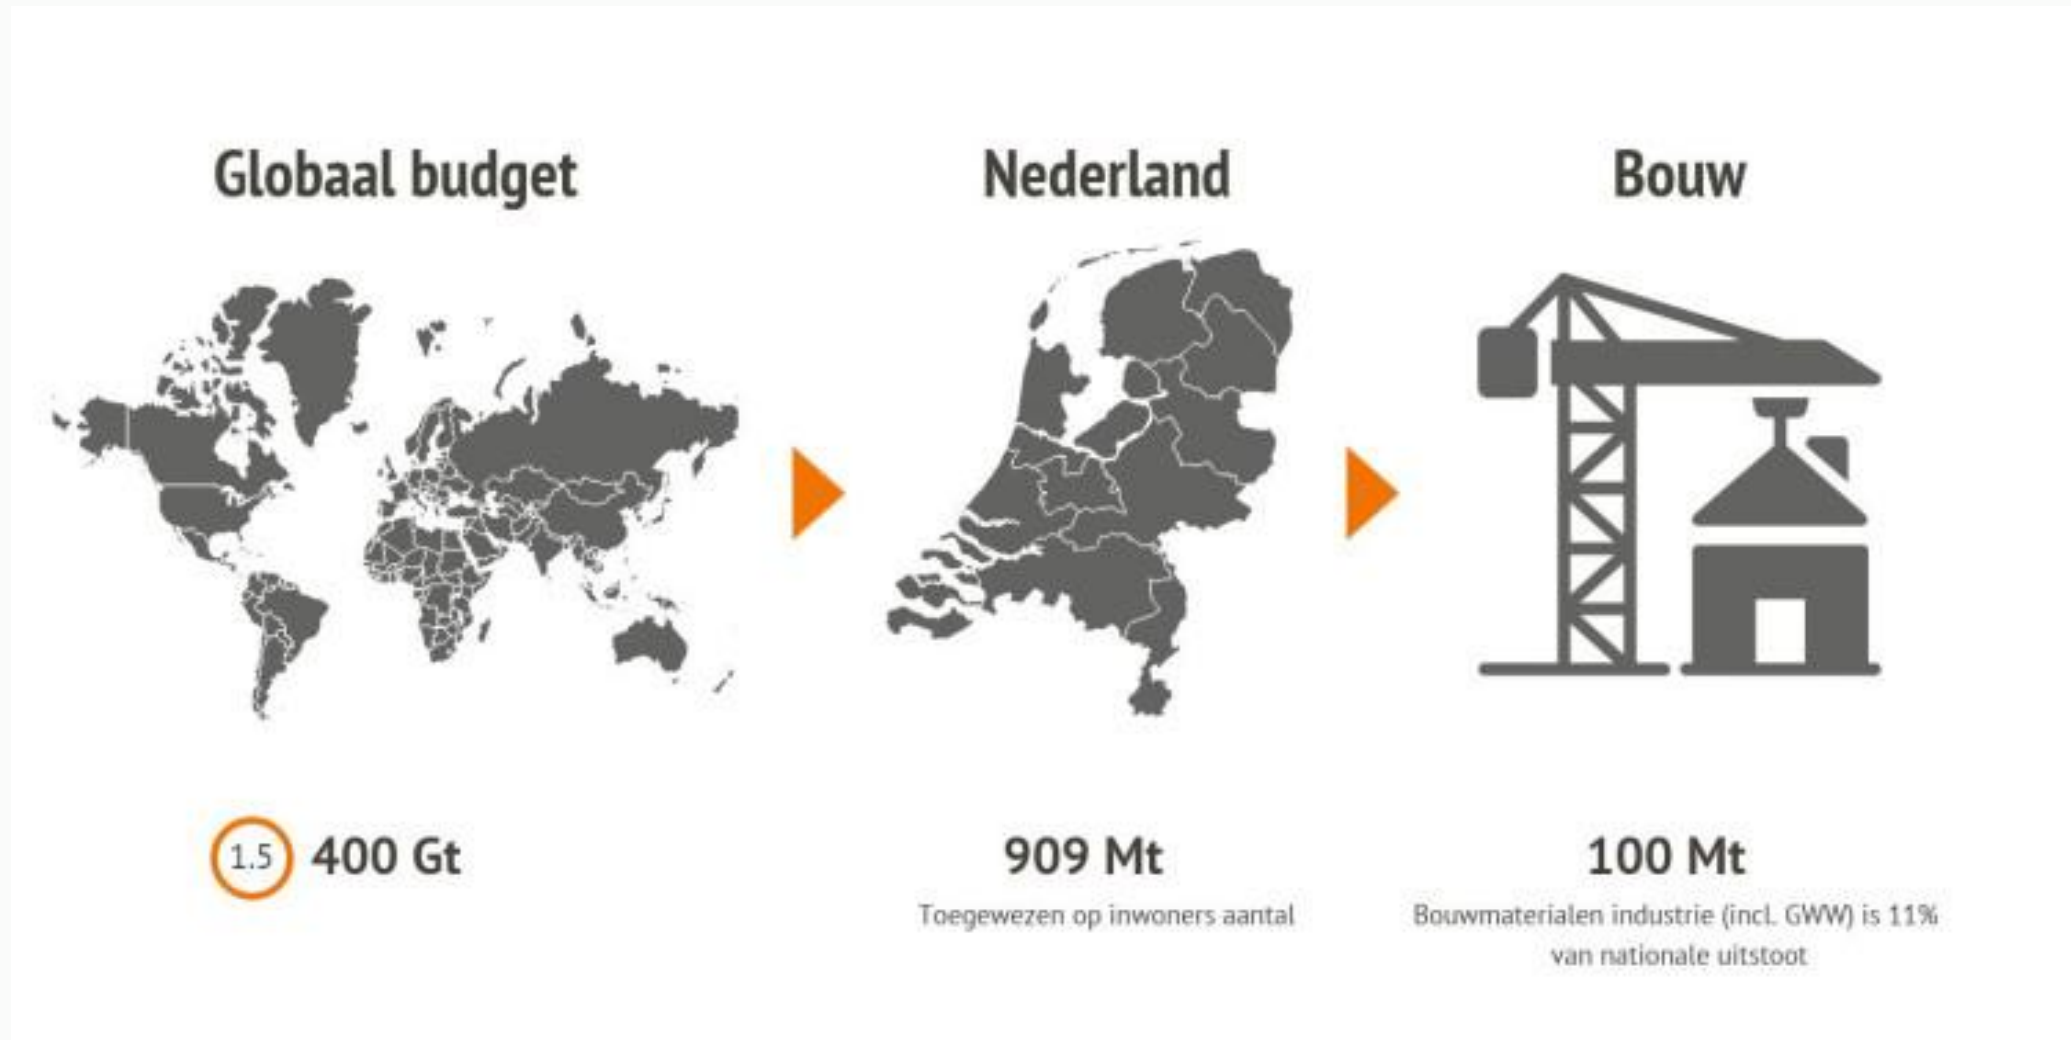 Globaal budget
Nederland
Bouw
1.5 400 Gt
909 Mt
Toegewezen op inwoners aantal
100 Mt
Bouwmaterialen industrie (incl. GWW) is 11%
van nationale uitstoot